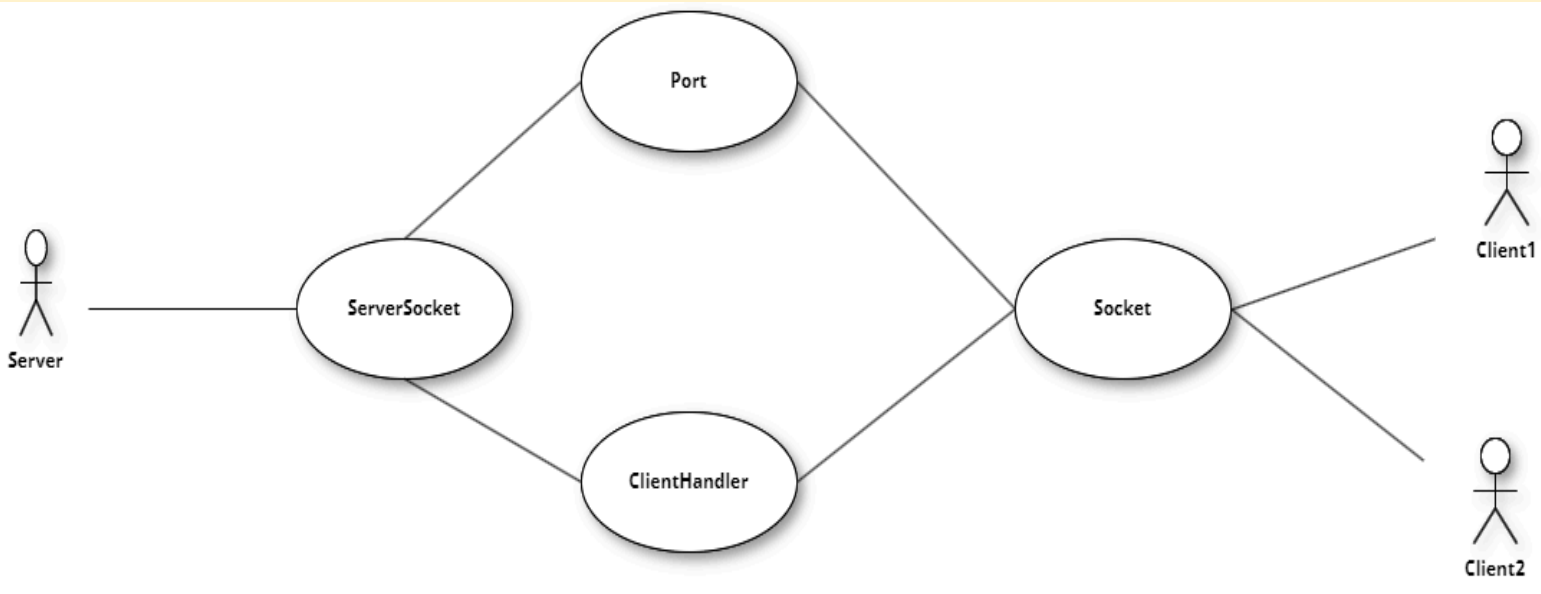 Port
Client1
Server
ServerSocket
Socket
ClientHandler
Client2